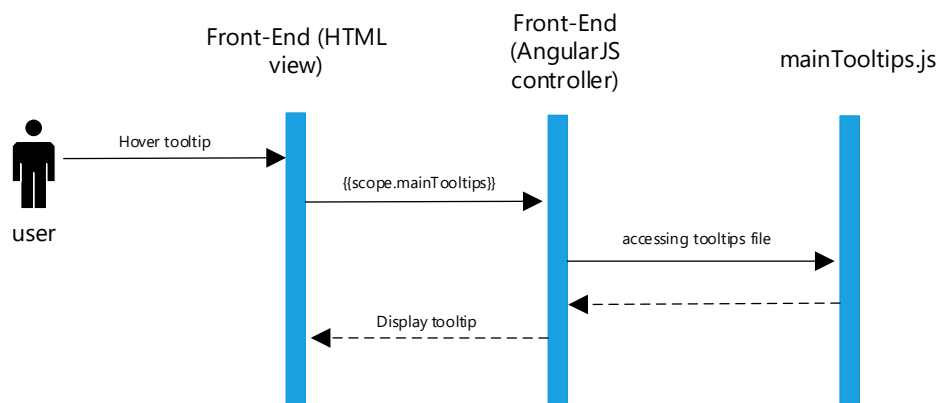 Front-End (HTML
view)
Front-End
(AngularJS
controller)
mainTooltips.js
Hover tooltip
{{scope.mainTooltips}}
user
accessing tooltips file
Display tooltip